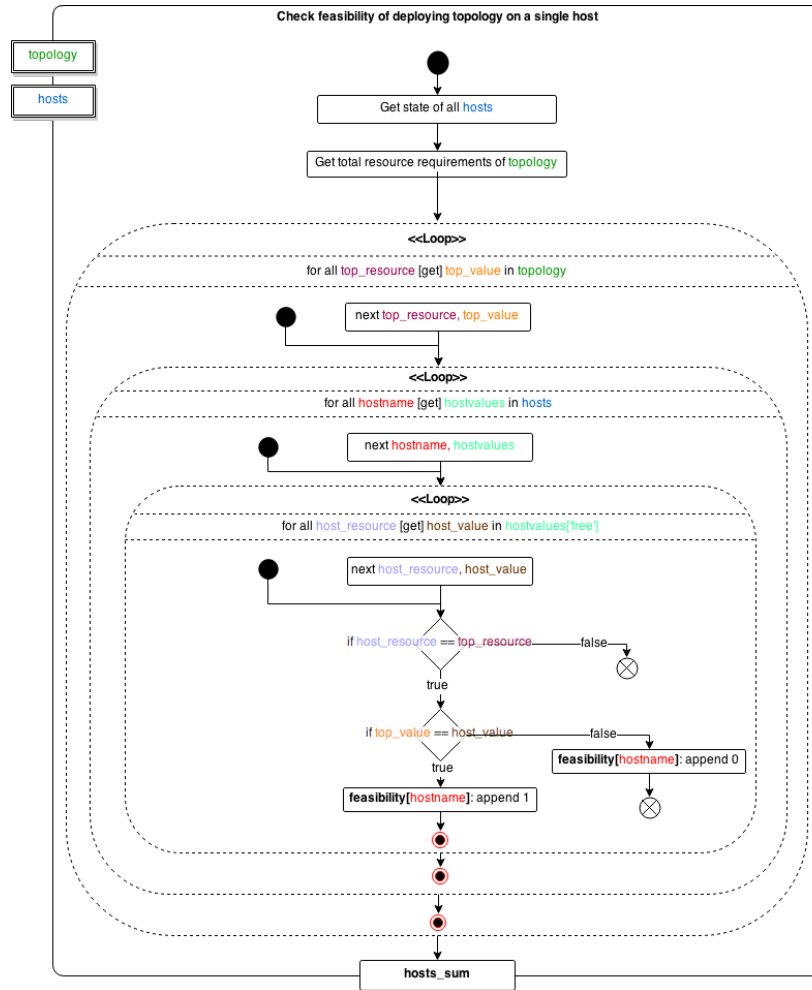 Check feasibility of deploying topology on a single host
topology
hosts
Get state of all hosts
Get total resource requirements of topology
<<Loop>>
for all top_resource [get] top_value in topology
next top_resource, top_value
<<Loop>>
for all hostname [get] hostvalues in hosts
next hostname, hostvalues
<<Loop>>
for all host_resource [get] host_value in hostvalues['free']
next host_resource, host_value
if host_resource == top_resource
false
true
if top_value == host_value
false
true
feasibility[hostname]: append 0
feasibility[hostname]: append 1
hosts_sum